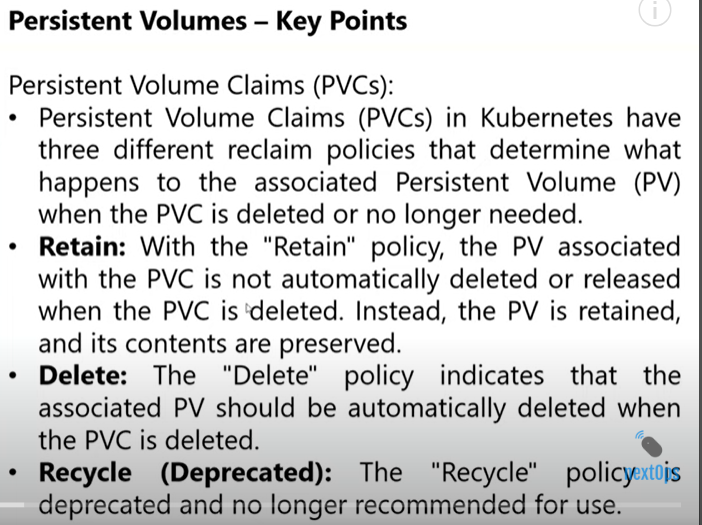 Persistent Volumes – Key Points
Persistent Volume Claims (PVCs):
• Persistent Volume Claims (PVCs) in Kubernetes have
three different reclaim policies that determine what
happens to the associated Persistent Volume (PV)
when the PVC is deleted or no longer needed.
• Retain: With the "Retain" policy, the PV associated
with the PVC is not automatically deleted or released
when the PVC is deleted. Instead, the PV is retained,
and its contents are preserved.
• Delete: The "Delete" policy indicates that the
associated PV should be automatically deleted when
the PVC is deleted.
• Recycle (Deprecated): The "Recycle" policy is
deprecated and no longer recommended for use.
nextOps